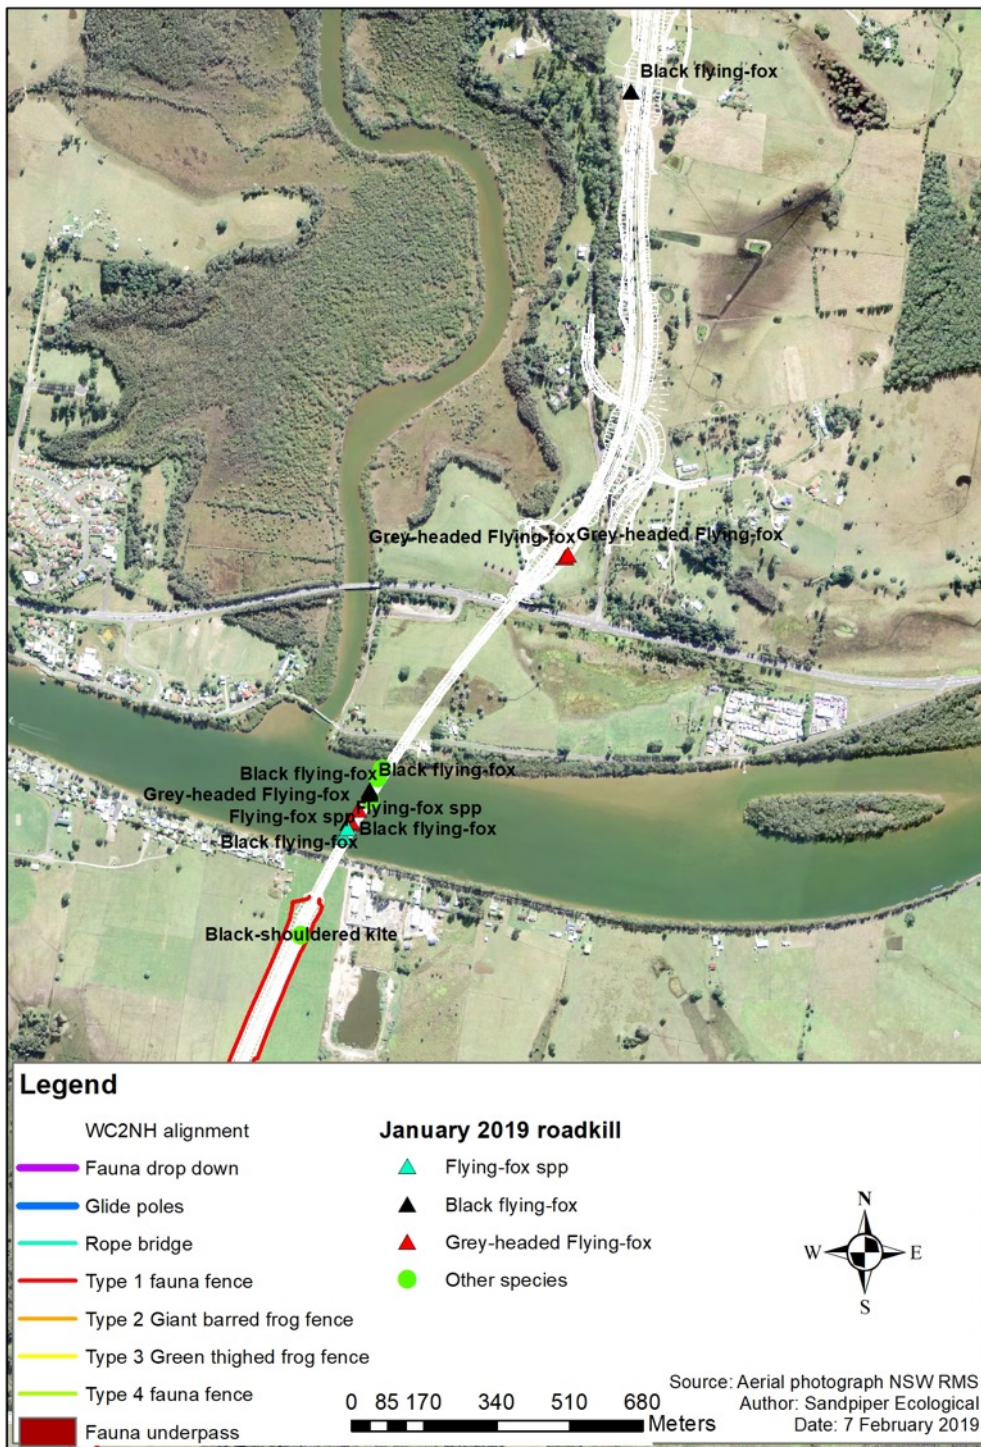 Black flying-fox
Grey-headed Flying-fox
Grey-headed Flying-fox
Black flying-fox
Black flying-fox
Grey-headed Flying-fox
Flying-fox spp
Flying-fox spp
Black flying-fox
Black flying-fox
Black-shouldered kite
Legend
WC2NH alignment
Fauna drop down
Glide poles
Rope bridge
Type 1 fauna fence
Type 2 Giant barred frog fence
Type 3 Green thighed frog fence
Type 4 fauna fence
Fauna underpass
January 2019 roadkill
Flying-fox spp
Black flying-fox
Grey-headed Flying-fox
Other species
N
W E
S
0 85 170 340 510 680
Meters
Source: Aerial photograph NSW RMS
Author: Sandpiper Ecological
Date: 7 February 2019